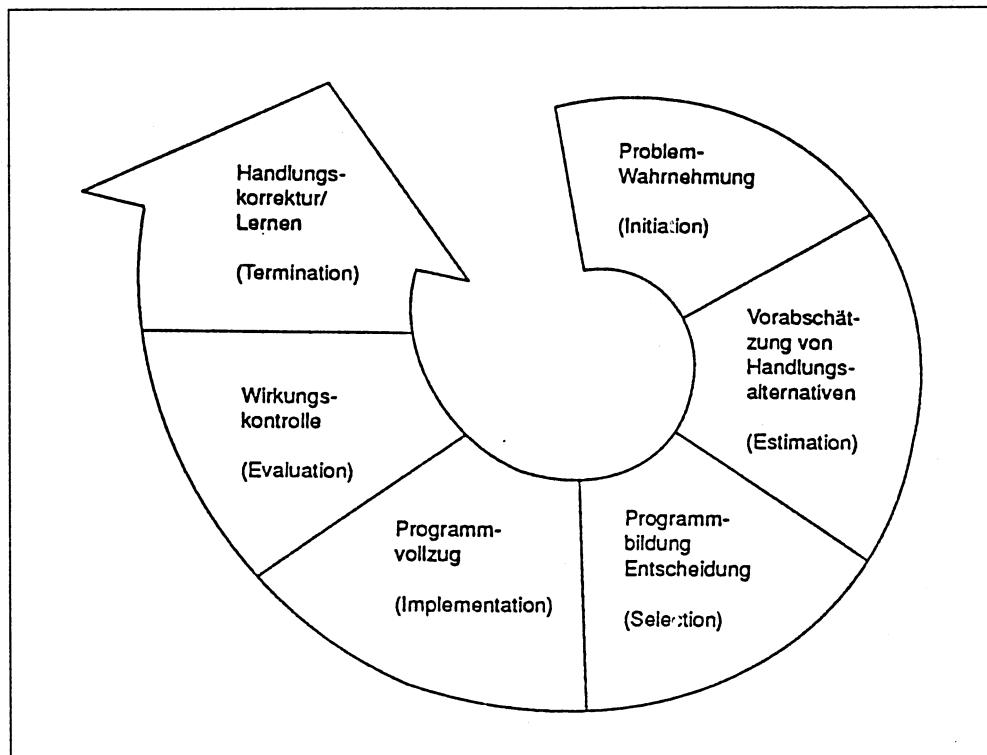 Problem-
Wahrnehmung
(Initiation)
Vorabschät-
zung von
Handlungs-
alternativen
(Estimation)
Programm-
bildung
Entscheidung
(Selection)
Programm-
vollzug
(Implementation)
Wirkungs-
kontrolle
(Evaluation)
Handlungs-
korrektur/
Lernen
(Termination)